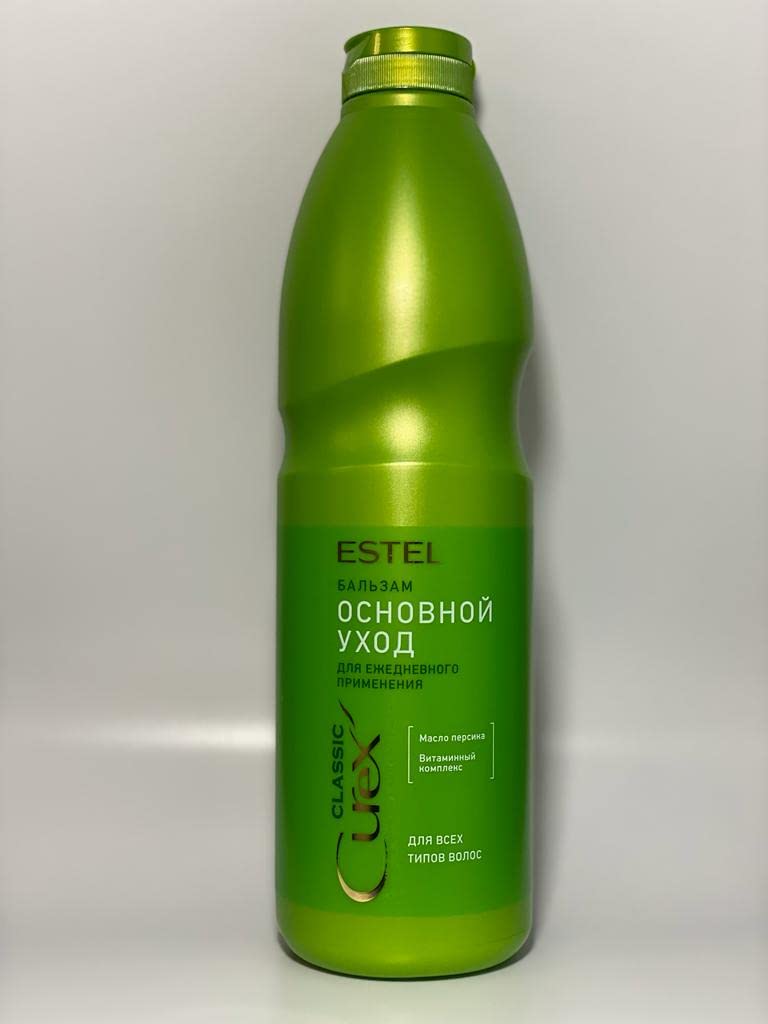 ESTEL
БАЛЬЗАМ
ОСНОВНОЙ
УХОД
ДЛЯ ЕЖЕДНЕВНОГО
ПРИМЕНЕНИЯ
CLASSIC
Curex
Масло персика
Витаминный
комплекс
ДЛЯ ВСЕХ
ТИПОВ ВОЛОС